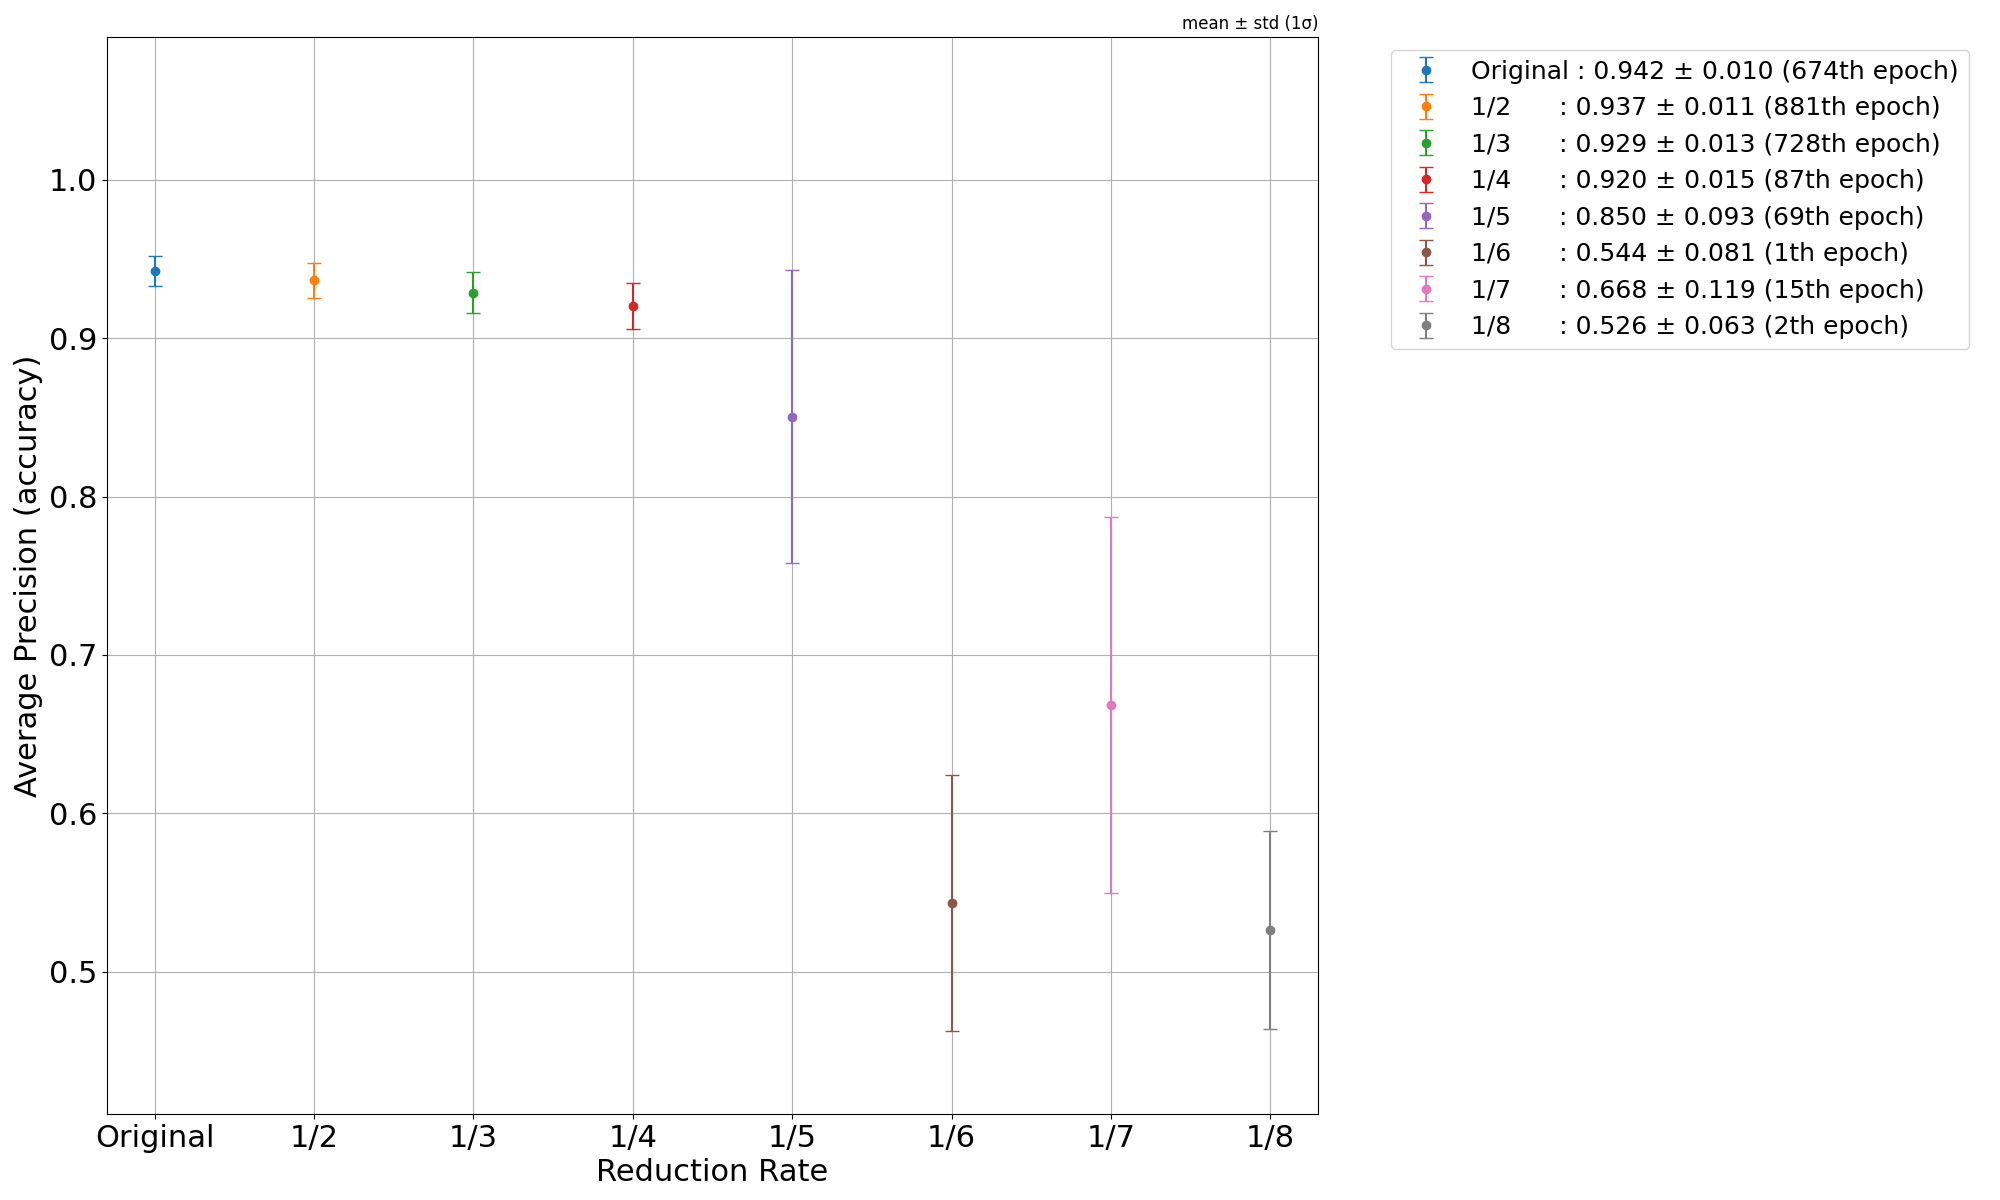 mean ± std (1σ)
Original : 0.942 ± 0.010 (674th epoch)
1/2 : 0.937 ± 0.011 (881th epoch)
1/3 : 0.929 ± 0.013 (728th epoch)
1/4 : 0.920 ± 0.015 (87th epoch)
1/5 : 0.850 ± 0.093 (69th epoch)
1/6 : 0.544 ± 0.081 (1th epoch)
1/7 : 0.668 ± 0.119 (15th epoch)
1/8 : 0.526 ± 0.063 (2th epoch)
Average Precision (accuracy)
1.0
0.9
0.8
0.7
0.6
0.5
Original 1/2 1/3 1/4 1/5 1/6 1/7 1/8
Reduction Rate